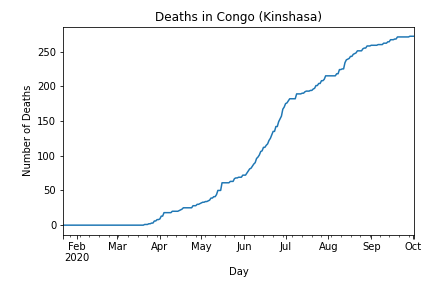 Deaths in Congo (Kinshasa)
Number of Deaths
250
200
150
100
50
0
Feb Mar Apr May Jun Jul Aug Sep Oct
2020
Day